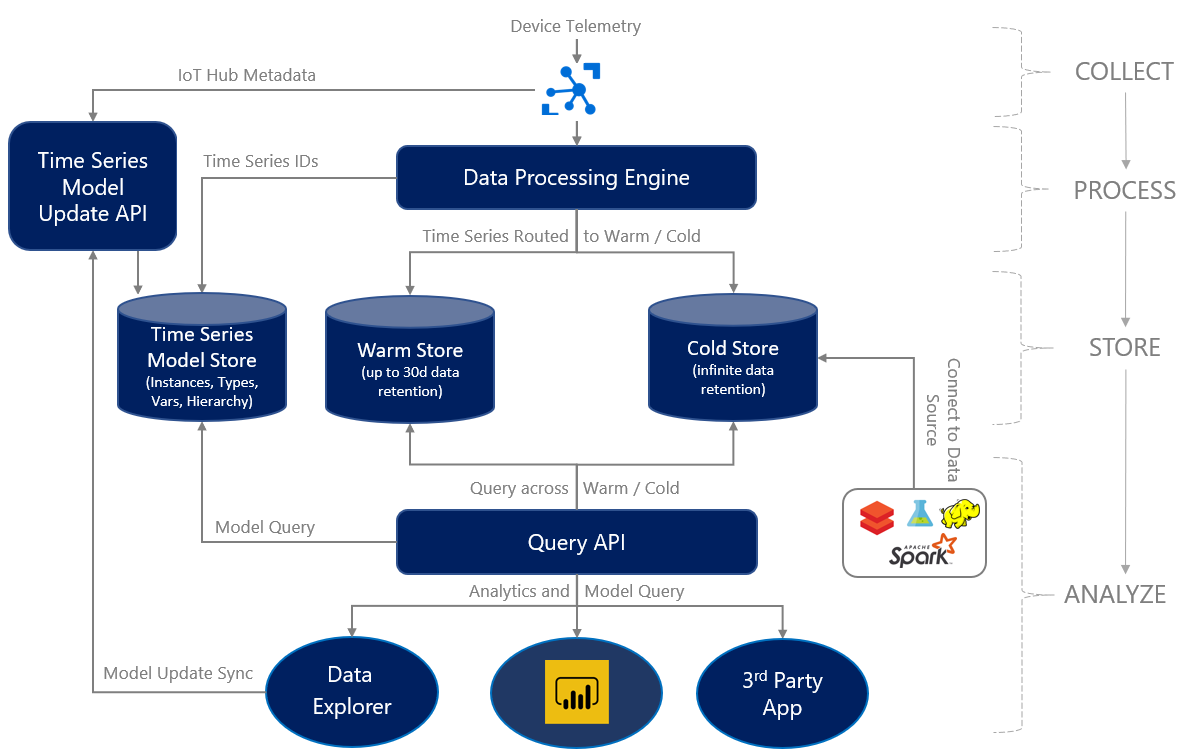 Device Telemetry
IoT Hub Metadata
COLLECT
Time Series
Model
Update API
Time Series IDs
Data Processing Engine
PROCESS
Time Series Routed to Warm / Cold
Time Series
Model Store
(Instances, Types,
Vars, Hierarchy)
Warm Store
(up to 30d data
retention)
Cold Store
(infinite data
retention)
STORE
Connect to Data
Source
Query across Warm / Cold
Model Query
Query API
APACHE
Spark
Analytics and Model Query
ANALYZE
Model Update Sync
Data
Explorer
3rd Party
App